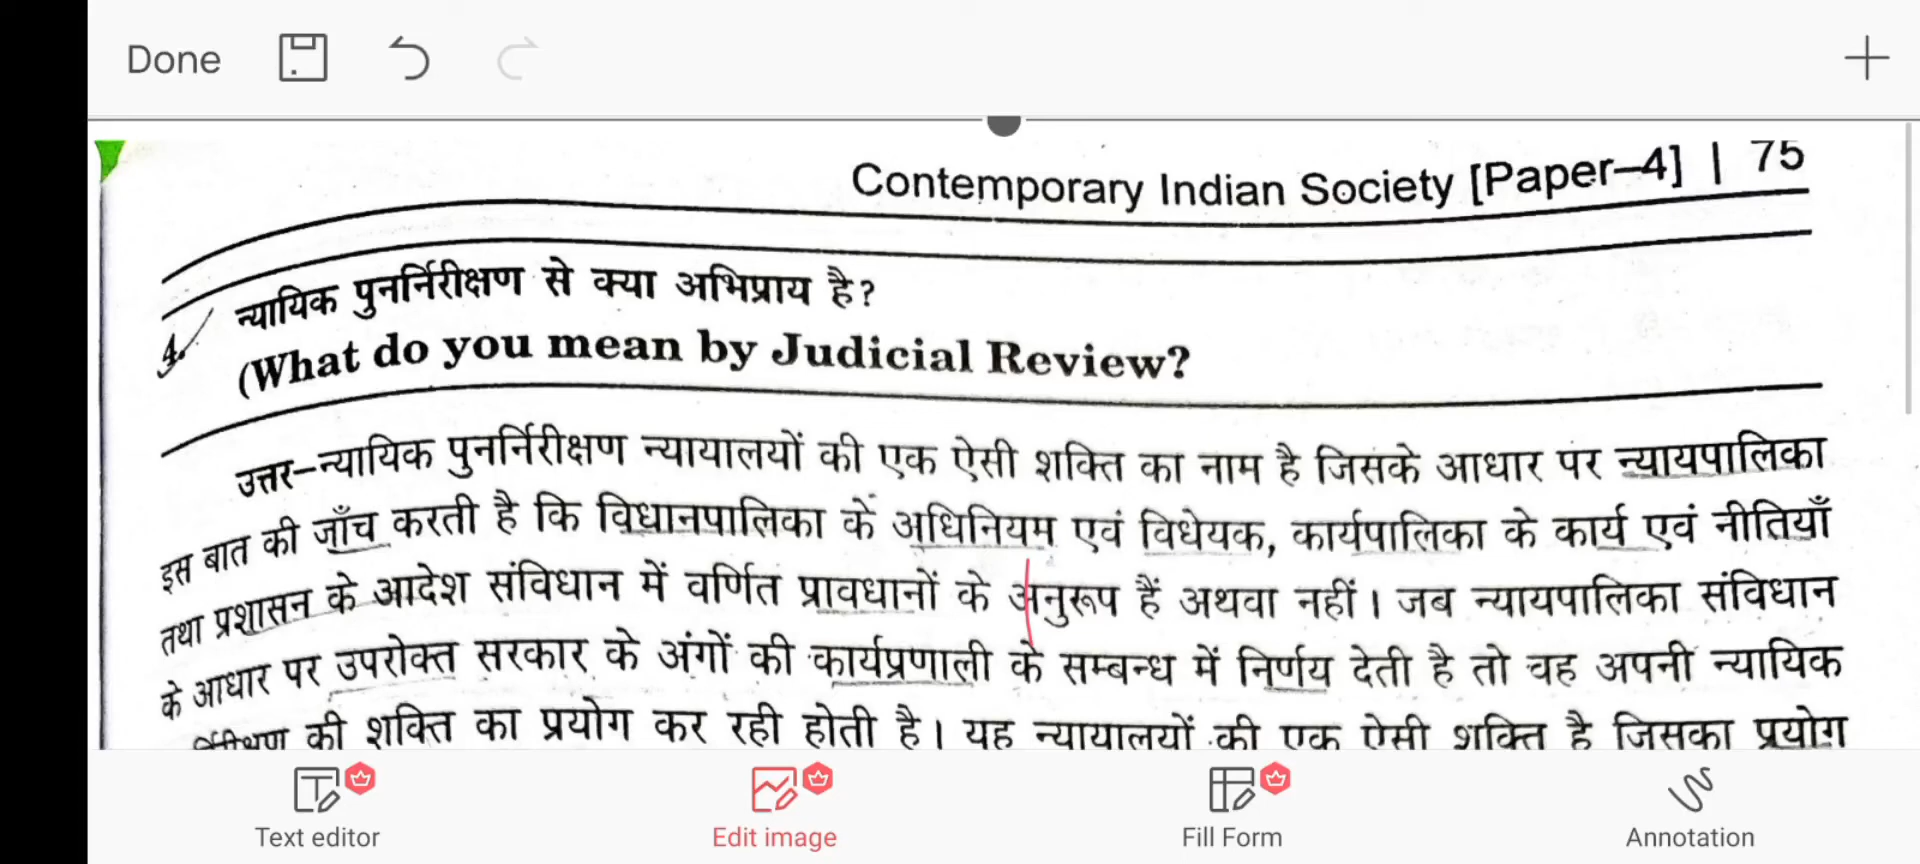 Done
Contemporary Indian Society [Paper–4] | 75
4. न्यायिक पुनर्निरीक्षण से क्या अभिप्राय है?
(What do you mean by Judicial Review?
उत्तर–न्यायिक पुनर्निरीक्षण न्यायालयों की एक ऐसी शक्ति का नाम है जिसके आधार पर न्यायपालिका
इस बात की जाँच करती है कि विधानपालिका के अधिनियम एवं विधेयक, कार्यपालिका के कार्य एवं नीतियाँ
तथा प्रशासन के आदेश संविधान में वर्णित प्रावधानों के अनुरूप हैं अथवा नहीं। जब न्यायपालिका संविधान
के आधार पर उपरोक्त सरकार के अंगों की कार्यप्रणाली के सम्बन्ध में निर्णय देती है तो वह अपनी न्यायिक
की शक्ति का प्रयोग कर रही होती है। यह न्यायालयों की एक ऐसी शक्ति है जिसका प्रयोग
Text editor
Edit image
Fill Form
Annotation